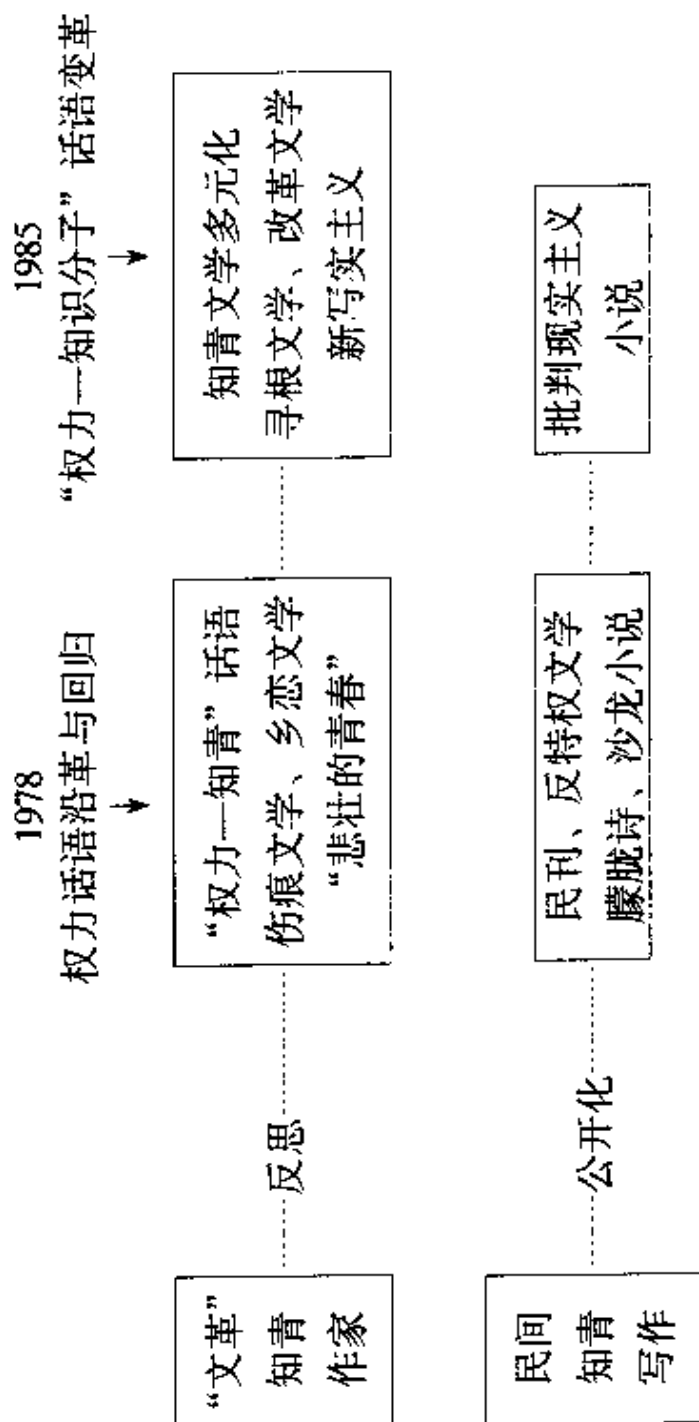 1978
权力话语沿革与回归
1985
“权力—知识分子”话语变革
“文革”
知青
作家
反思
“权力—知青”话语
伤痕文学、乡恋文学
“悲壮的青春”
知青文学多元化
寻根文学、改革文学
新写实主义
民间
知青
写作
公开化
民刊、反特权文学
朦胧诗、沙龙小说
批判现实主义
小说